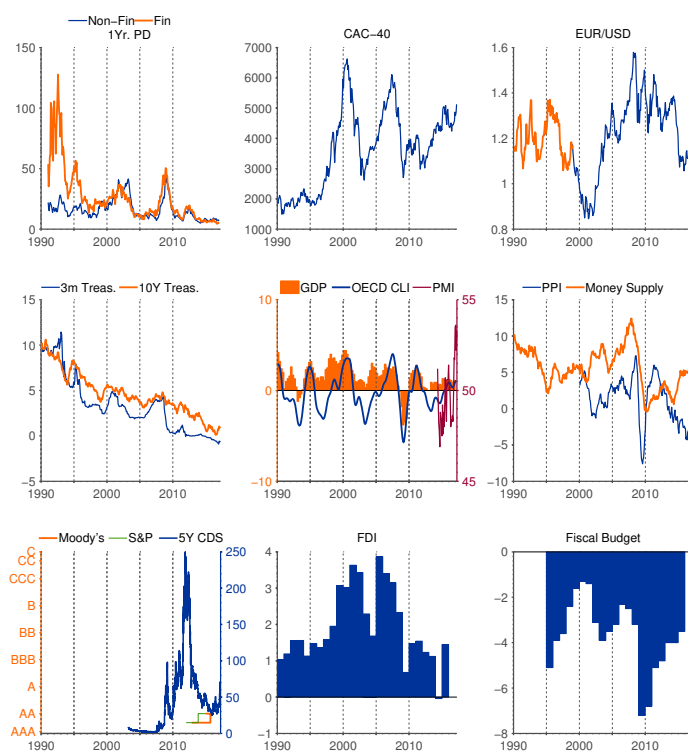 Non−Fin Fin
1Yr. PD
150
100
50
0
1990 2000 2010
CAC−40
7000
6000
5000
4000
3000
2000
1000
1990 2000 2010
EUR/USD
1.6
1.4
1.2
1
0.8
1990 2000 2010
3m Treas. 10Y Treas.
15
10
5
0
−5
1990 2000 2010
GDP OECD CLI PMI
10 55
0 50
−10 45
1990 2000 2010
PPI Money Supply
15
10
5
0
−5
−10
1990 2000 2010
Moody's S&P 5Y CDS
C
CC
CCC
B
BB
BBB
A
AA
AAA
250
200
150
100
50
0
1990 2000 2010
FDI
4
3
2
1
0
−1
1990 2000 2010
Fiscal Budget
0
−2
−4
−6
−8
1990 2000 2010